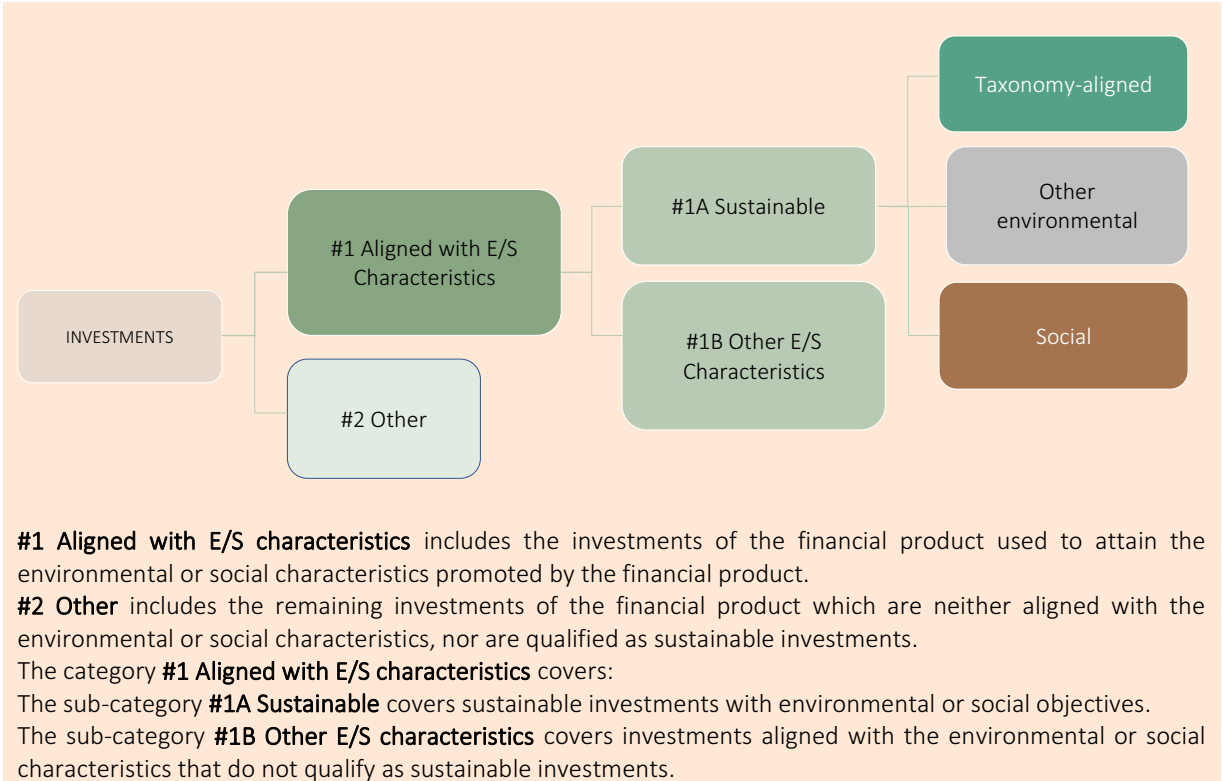 INVESTMENTS
#1 Aligned with E/S
Characteristics
#2 Other
#1A Sustainable
#1B Other E/S
Characteristics
Taxonomy-aligned
Other
environmental
Social
#1 Aligned with E/S characteristics includes the investments of the financial product used to attain the
environmental or social characteristics promoted by the financial product.
#2 Other includes the remaining investments of the financial product which are neither aligned with the
environmental or social characteristics, nor are qualified as sustainable investments.
The category #1 Aligned with E/S characteristics covers:
The sub-category #1A Sustainable covers sustainable investments with environmental or social objectives.
The sub-category #1B Other E/S characteristics covers investments aligned with the environmental or social
characteristics that do not qualify as sustainable investments.